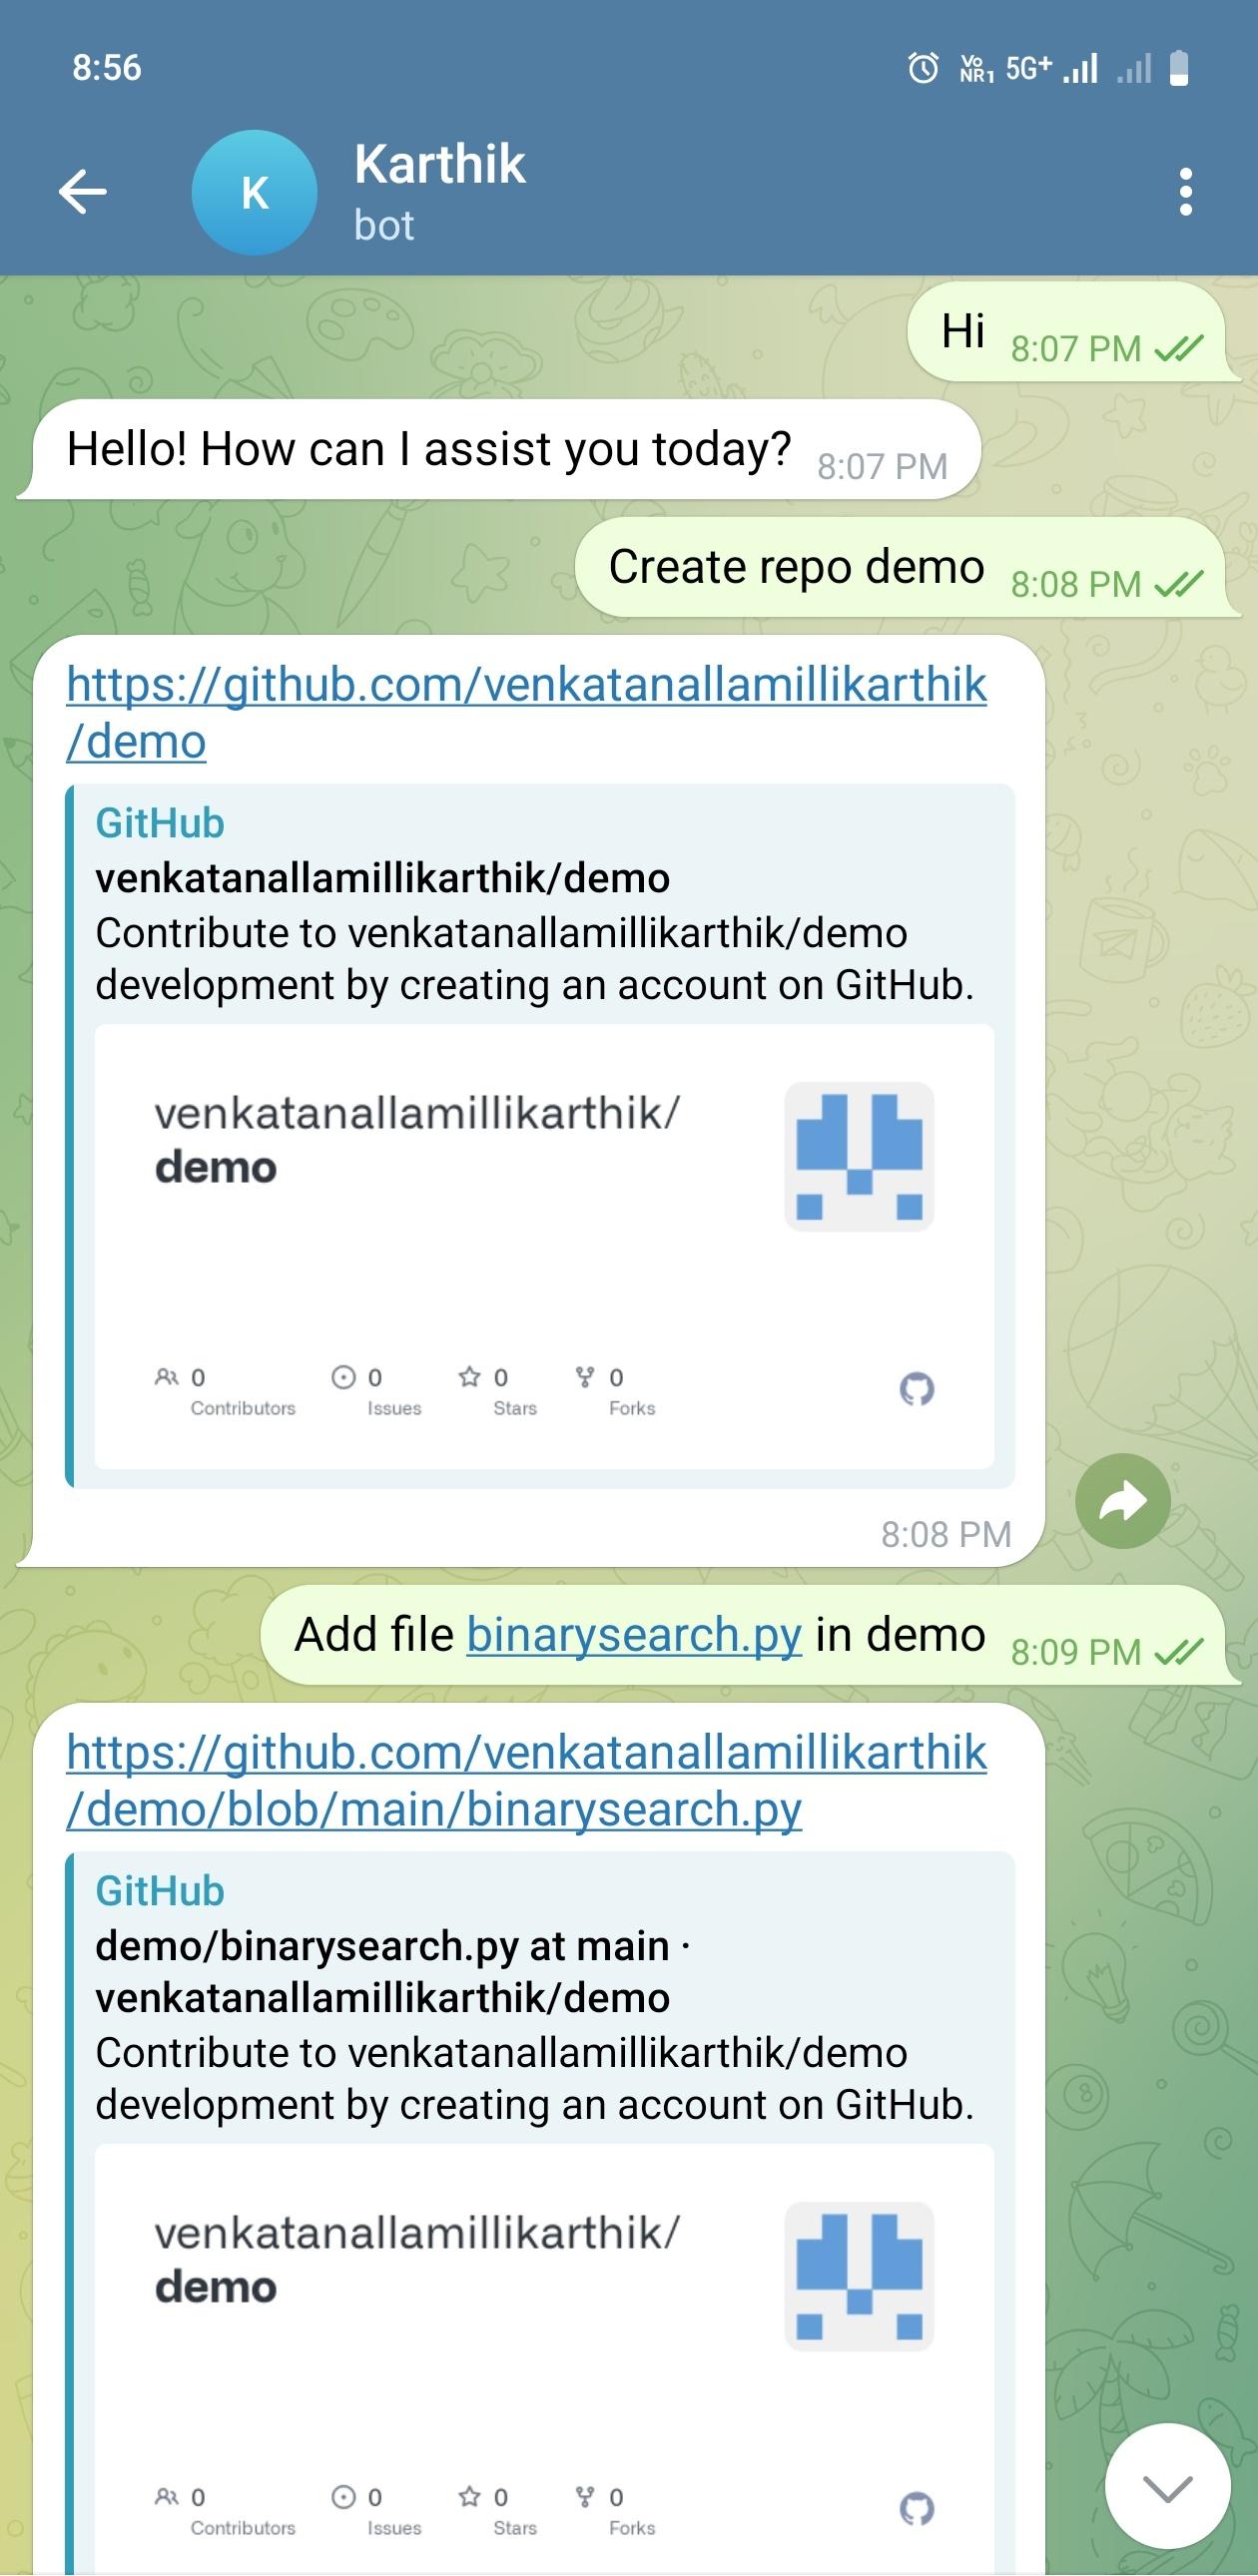 8:56
Vo
NR1 5G+
K
Karthik
bot
Hi 8:07 PM
Hello! How can I assist you today? 8:07 PM
Create repo demo 8:08 PM
https://github.com/venkatanallamillikarthik
/demo
GitHub
venkatanallamillikarthik/demo
Contribute to venkatanallamillikarthik/demo
development by creating an account on GitHub.
venkatanallamillikarthik/
demo
0 0 0 0
Contributors Issues Stars Forks
8:08 PM
Add file binarysearch.py in demo 8:09 PM
https://github.com/venkatanallamillikarthik
/demo/blob/main/binarysearch.py
GitHub
demo/binarysearch.py at main ·
venkatanallamillikarthik/demo
Contribute to venkatanallamillikarthik/demo
development by creating an account on GitHub.
venkatanallamillikarthik/
demo
0 0 0 0
Contributors Issues Stars Forks